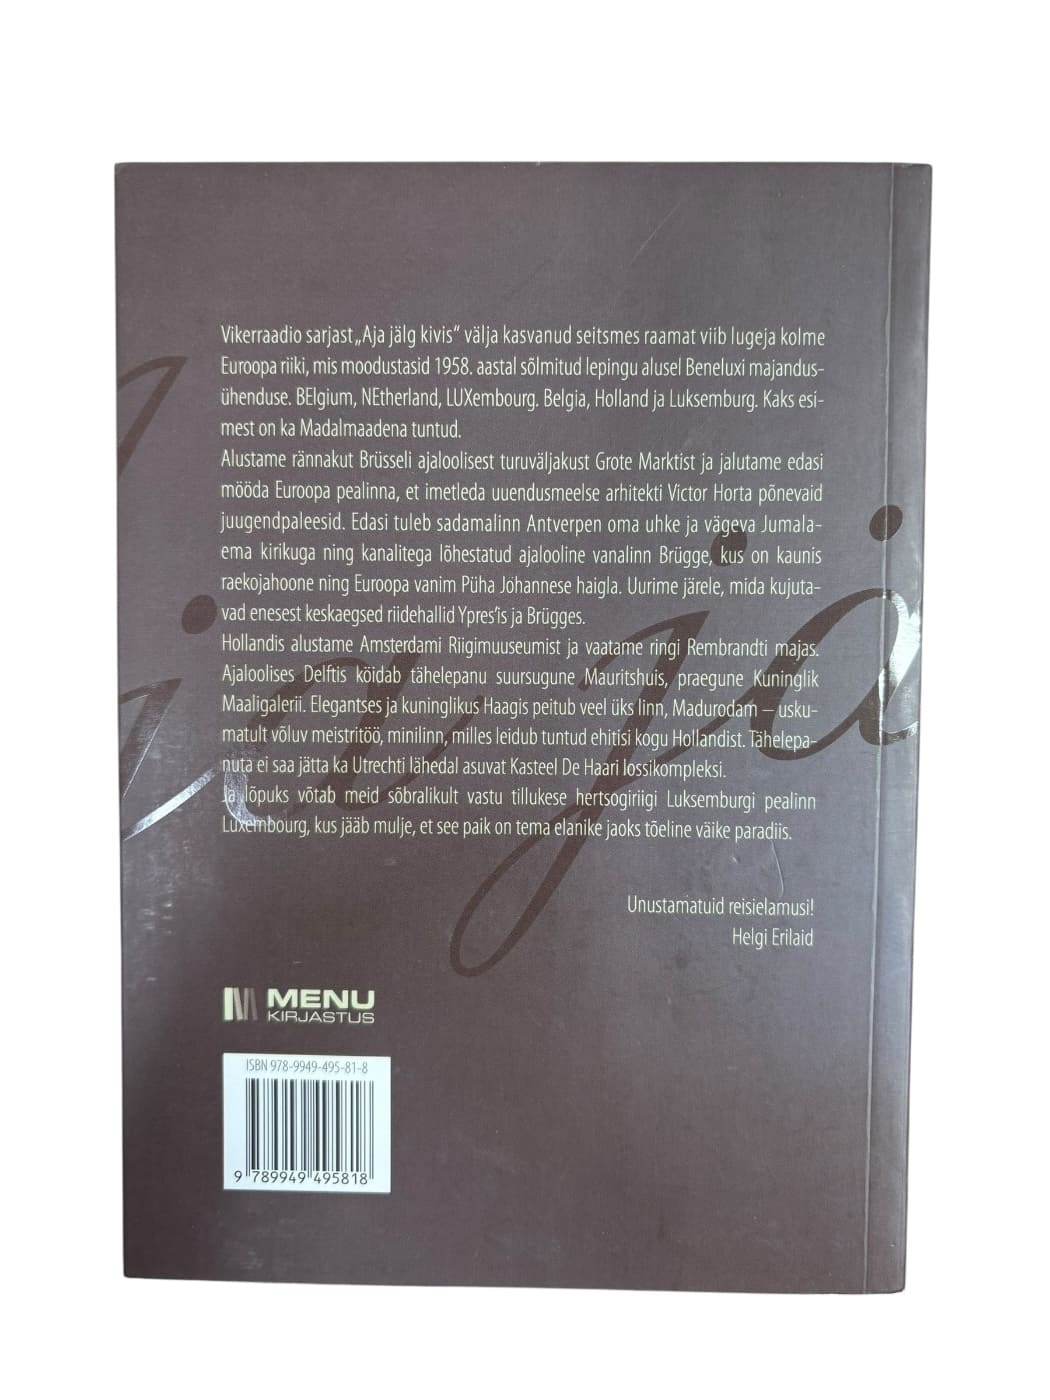 Vikerraadio sarjast „Aja jälg kivis“ välja kasvanud seitsmes raamat viib lugeja kolme
Euroopa riiki, mis moodustasid 1958. aastal sõlmitud lepingu alusel Beneluxi majandus-
ühenduse. BElgium, NEtherland, LUXembourg. Belgia, Holland ja Luksemburg. Kaks esi-
mest on ka Madalmaadena tuntud.
Alustame rännakut Brüsseli ajaloolisest turuväljakust Grote Marktist ja jalutame edasi
mööda Euroopa pealinna, et imetleda uuendusmeelse arhitekti Victor Horta põnevaid
juugendpaleesid. Edasi tuleb sadamalinn Antverpen oma uhke ja vägeva Jumala-
ema kirikuga ning kanalitega lõhestatud ajalooline vanalinn Brügge, kus on kaunis
raekojahoone ning Euroopa vanim Püha Johannese haigla. Uurime järele, mida kujuta-
vad enesest keskaegsed riidehallid Ypres’is ja Brügges.
Hollandis alustame Amsterdami Riigimuuseumist ja vaatame ringi Rembrandti majas.
Ajaloolises Delftis köidab tähelepanu suursugune Mauritshuis, praegune Kuninglik
Maaligalerii. Elegantses ja kuninglikus Haagis peitub veel üks linn, Madurodam – usku-
matult võluv meistritöö, minilinn, milles leidub tuntud ehitisi kogu Hollandist. Tähelepa-
nuta ei saa jätta ka Utrechti lähedal asuvat Kasteel De Haari lossikompleksi.
Ja lõpuks võtab meid sõbralikult vastu tillukese hertsogiriigi Luksemburgi pealinn
Luxembourg, kus jääb mulje, et see paik on tema elanike jaoks tõeline väike paradiis.
Unustamatuid reisielamusi!
Helgi Erilaid
MENU
KIRJASTUS
ISBN 978-9949-495-81-8
9 789949 495818